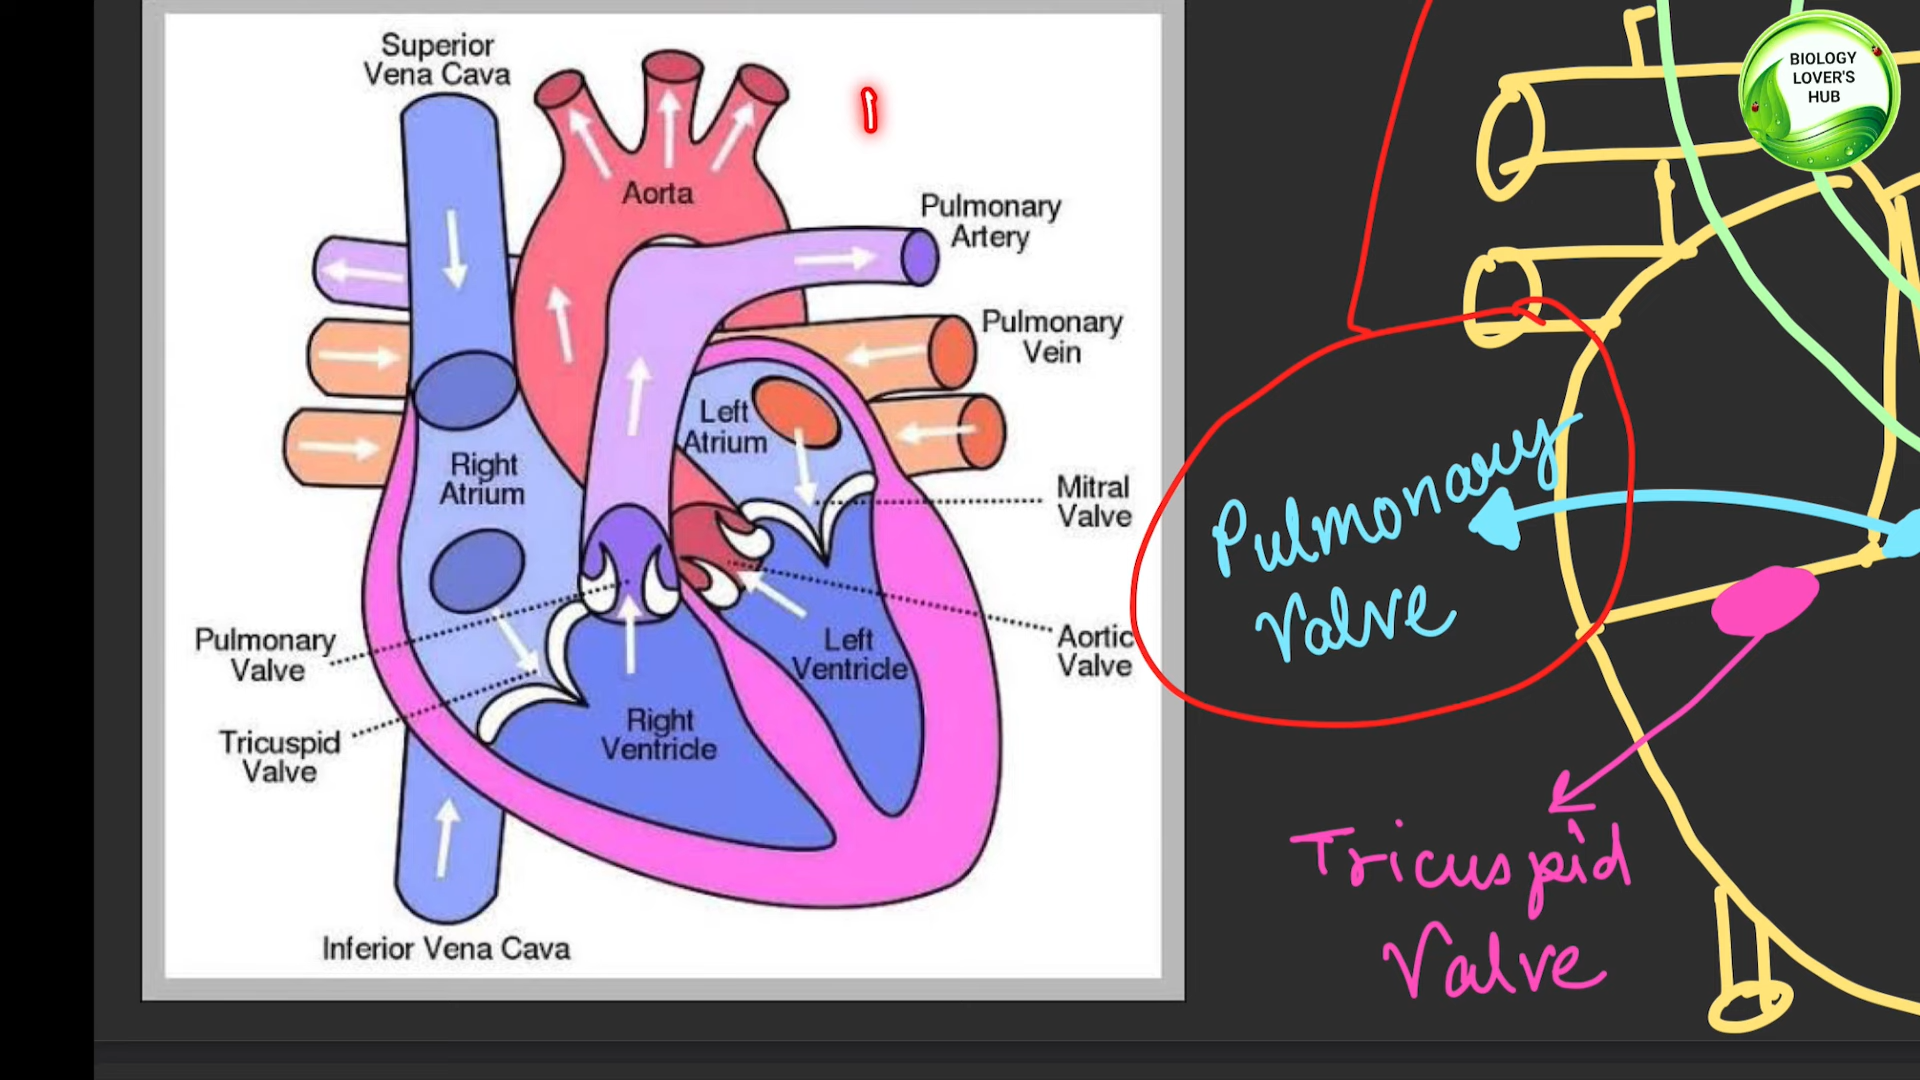 Superior
Vena Cava
Aorta
Pulmonary
Artery
Pulmonary
Vein
Left
Atrium
Right
Atrium
Mitral
Valve
Pulmonary
Valve
Left
Ventricle
Aortic
Valve
Right
Ventricle
Tricuspid
Valve
Inferior Vena Cava
BIOLOGY
LOVER'S
HUB
Pulmonary
Valve
Tricuspid
Valve